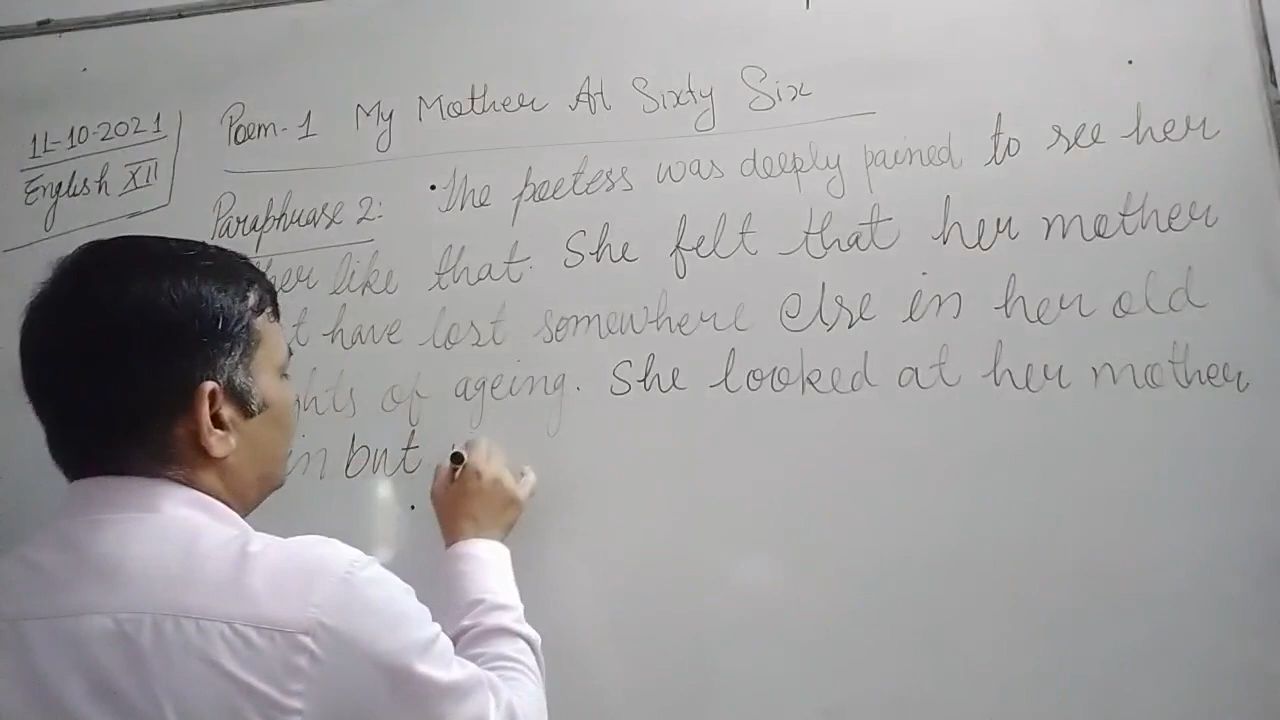 11-10-2021
English XII
Poem-1 My Mother At Sixty Six
Paraphrase 2: • The poetess was deeply pained to see her
like that. She felt that her mother
have lost somewhere else in her old
of ageing. She looked at her mother
but